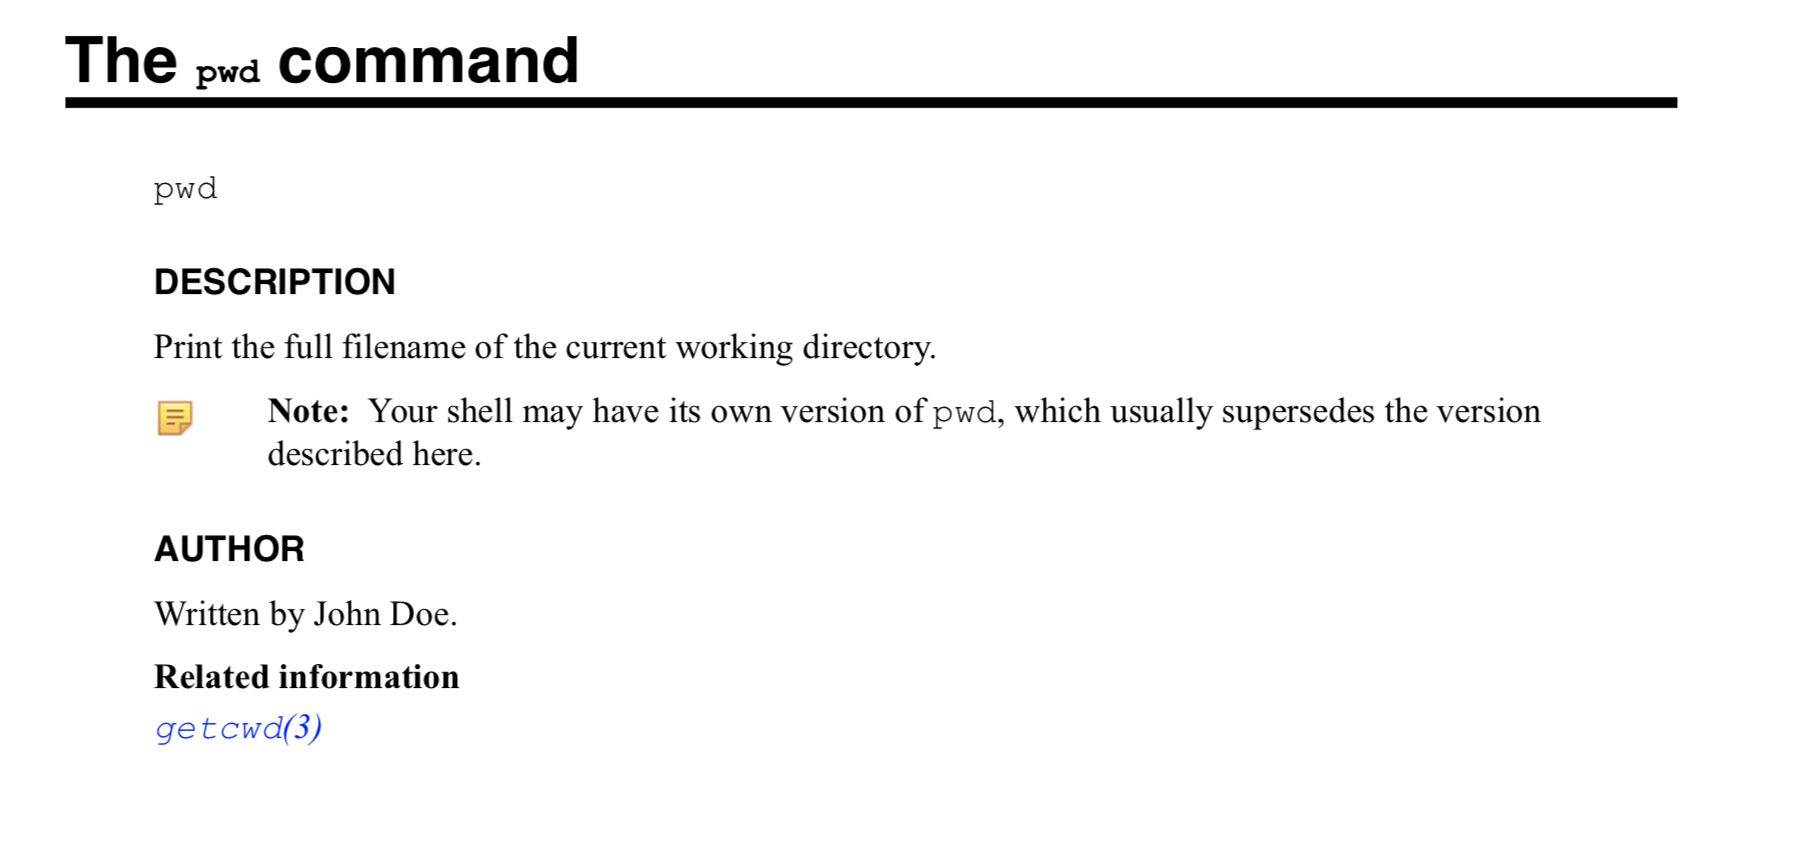 The pwd command
pwd
DESCRIPTION
Print the full filename of the current working directory.
Note: Your shell may have its own version of pwd, which usually supersedes the version
described here.
AUTHOR
Written by John Doe.
Related information
getcwd(3)